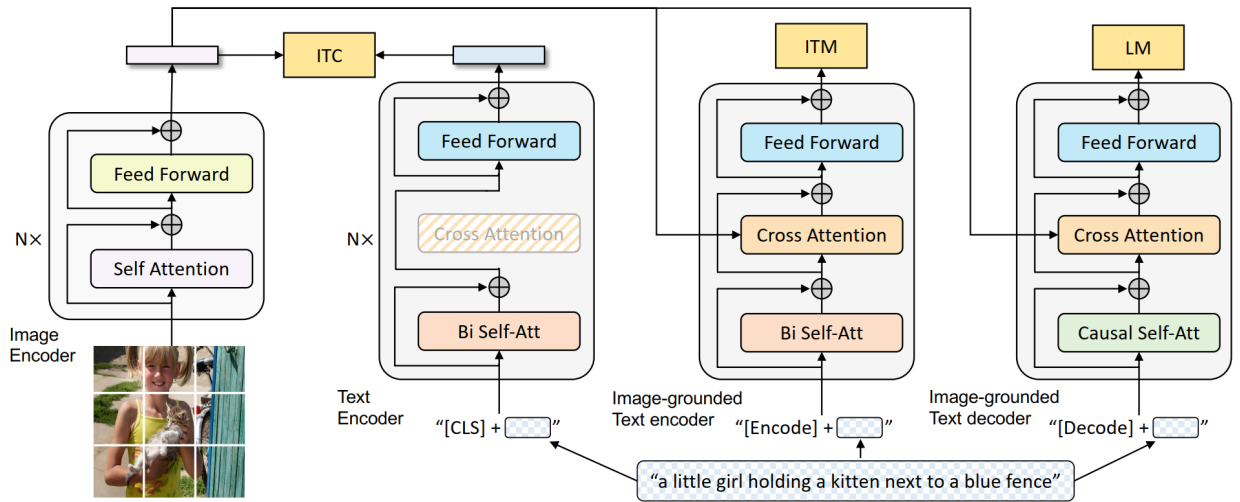 ITC
ITM
LM
N×
Feed Forward
Self Attention
Image
Encoder
N×
Feed Forward
Cross Attention
Bi Self-Att
Text
Encoder
"[CLS] + "
Feed Forward
Cross Attention
Bi Self-Att
Image-grounded
Text encoder
"[Encode] + "
Feed Forward
Cross Attention
Causal Self-Att
Image-grounded
Text decoder
"[Decode] + "
"a little girl holding a kitten next to a blue fence"